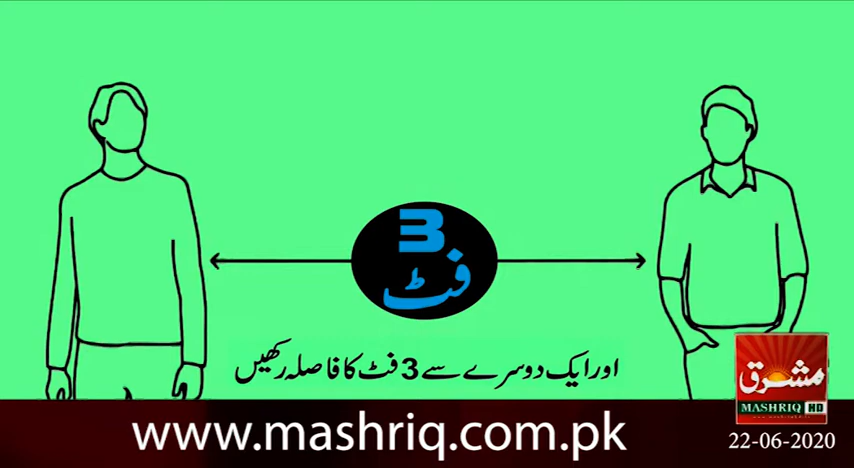 3
فٹ
اور ایک دوسرے سے 3 فٹ کا فاصلہ رکھیں
مشرق
MASHRIQ HD
www.mashriq.com.pk
22-06-2020